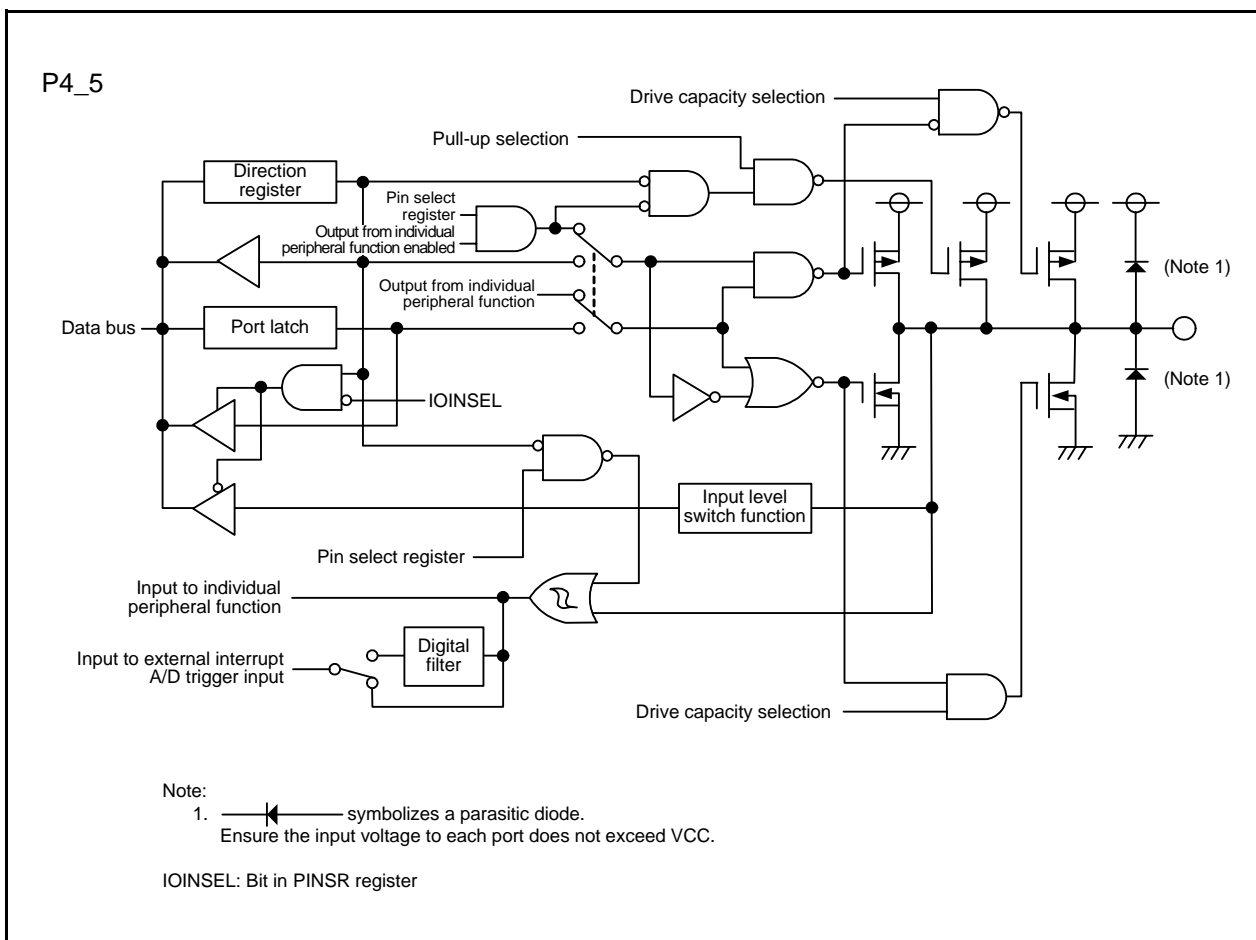 P4_5
Drive capacity selection
Pull-up selection
Direction
register
Pin select
register
Output from individual
peripheral function enabled
(Note 1)
Output from individual
peripheral function
Data bus
Port latch
(Note 1)
IOINSEL
Input level
switch function
Pin select register
Input to individual
peripheral function
Digital
filter
Input to external interrupt
A/D trigger input
Drive capacity selection
Note:
1. symbolizes a parasitic diode.
Ensure the input voltage to each port does not exceed VCC.
IOINSEL: Bit in PINSR register